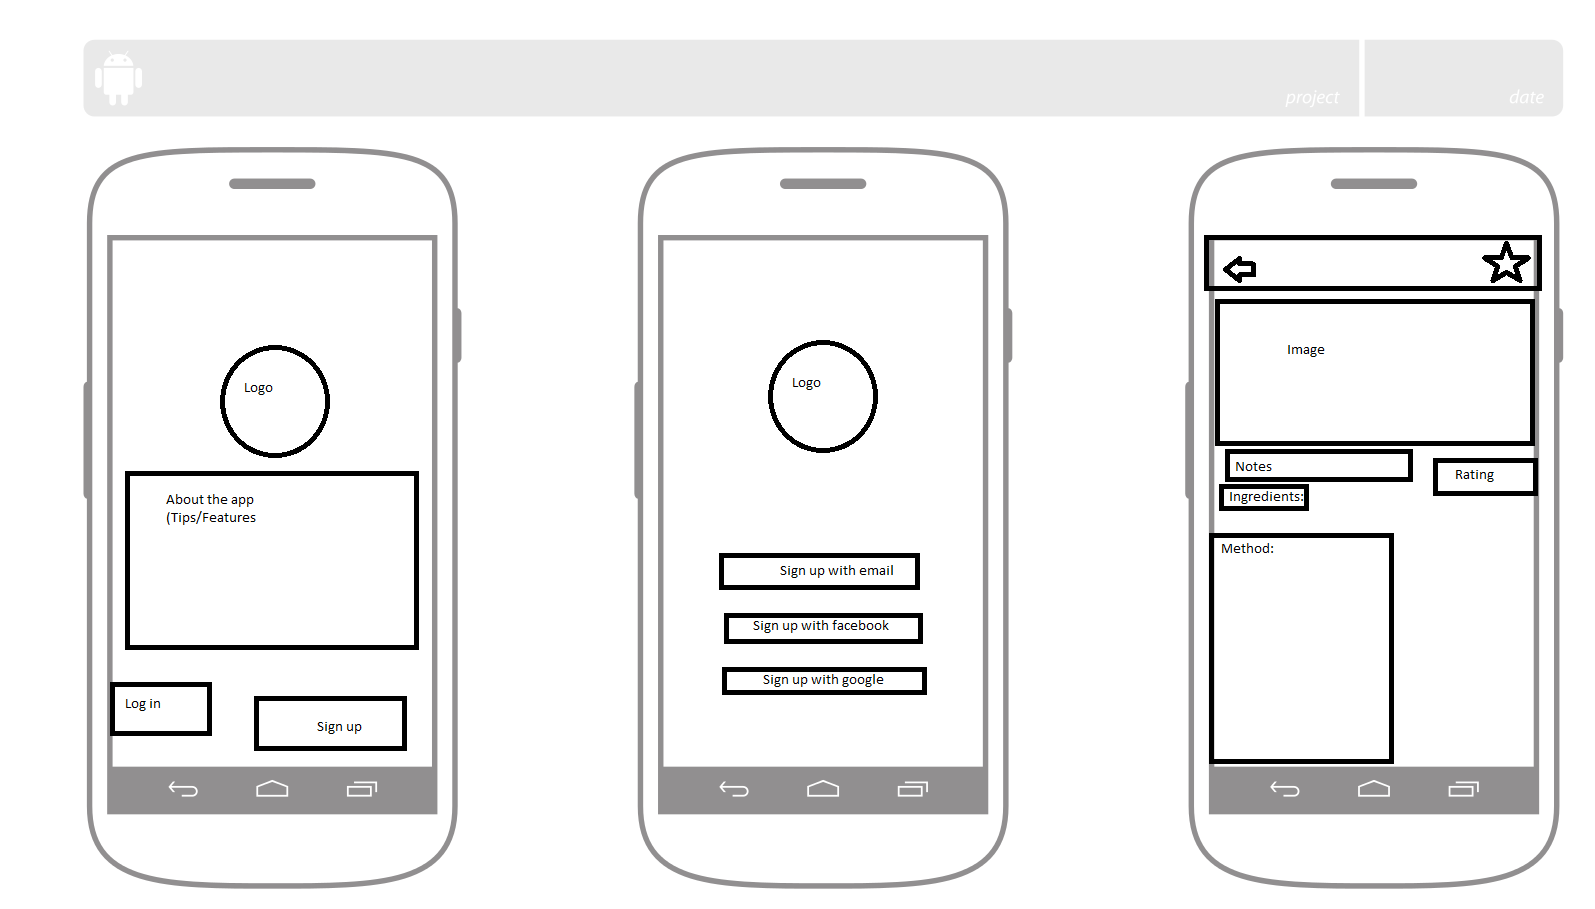 project
date
Logo
About the app
(Tips/Features
Log in
Sign up
Logo
Sign up with email
Sign up with facebook
Sign up with google
Image
Notes
Rating
Ingredients:
Method: